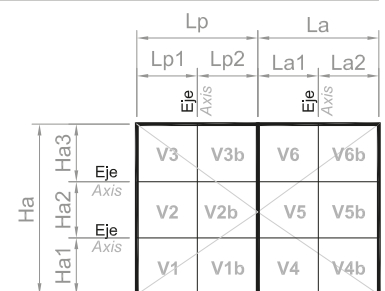 Lp La
Lp1 Lp2 La1 La2
Eje Axis Eje Axis
Ha Ha3 Ha2 Ha1
Eje
Axis
Eje
Axis
V3 V3b V6 V6b
V2 V2b V5 V5b
V1 V1b V4 V4b